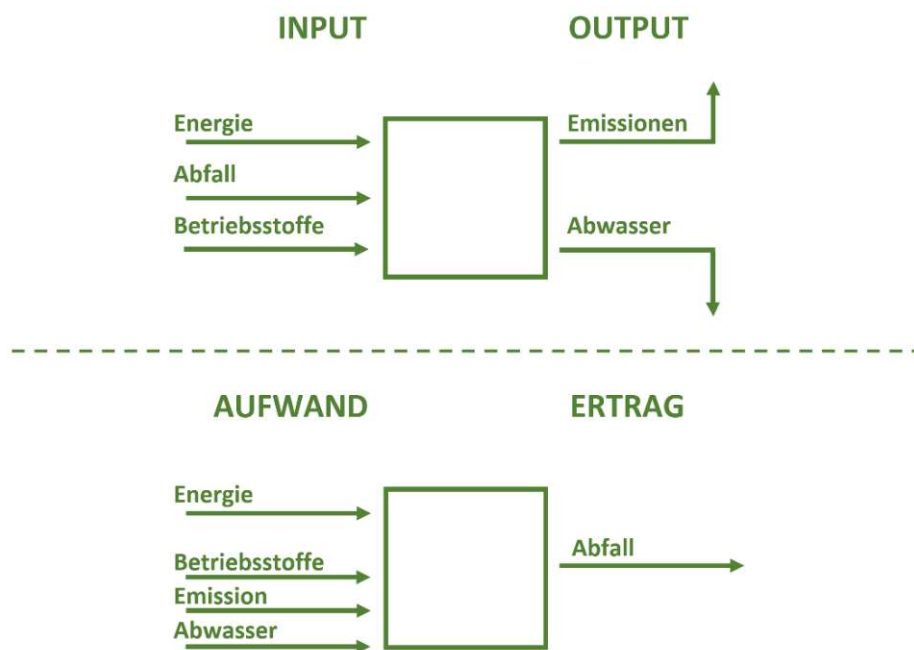 INPUT OUTPUT
Energie Emissionen
Abfall
Betriebsstoffe Abwasser
AUFWAND ERTRAG
Energie
Abfall
Betriebsstoffe
Emission
Abwasser